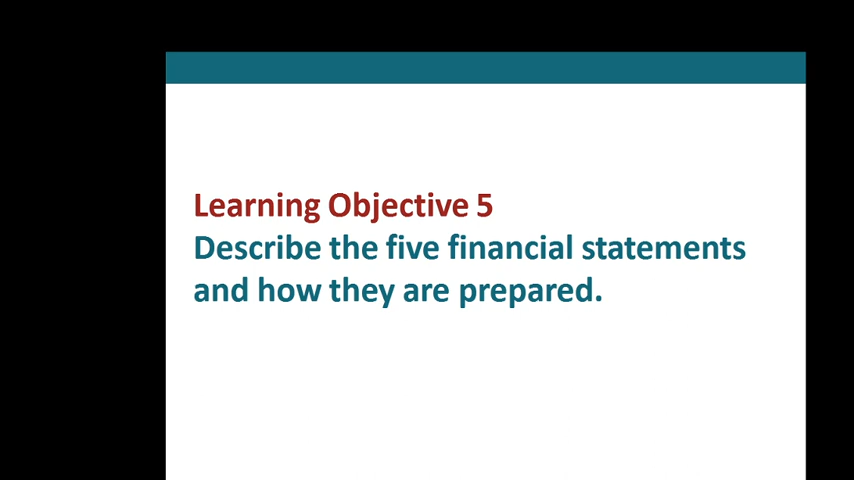 Learning Objective 5
Describe the five financial statements
and how they are prepared.